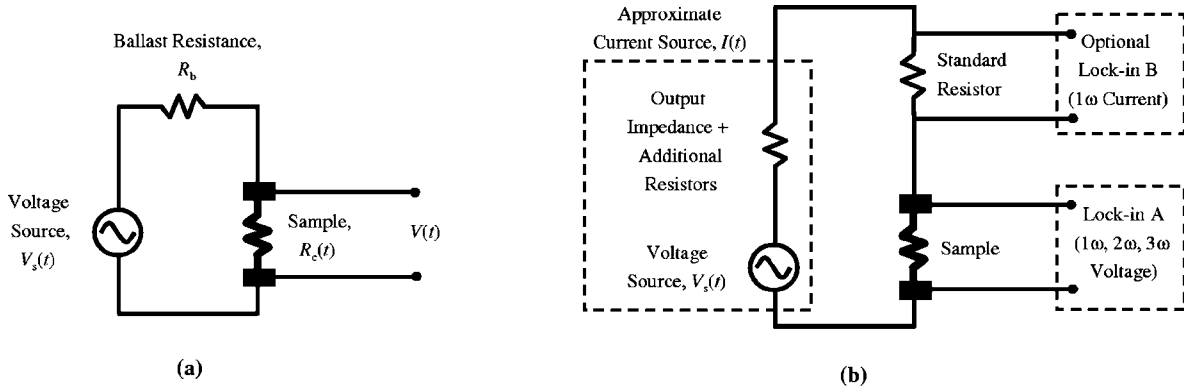 Ballast Resistance,
R_b
Voltage
Source,
V_s(t)
Sample,
R_e(t)
V(t)
(a)
Approximate
Current Source, I(t)
Output
Impedance +
Additional
Resistors
Voltage
Source, V_s(t)
Standard
Resistor
Sample
Optional
Lock-in B
(1ω Current)
Lock-in A
(1ω, 2ω, 3ω
Voltage)
(b)